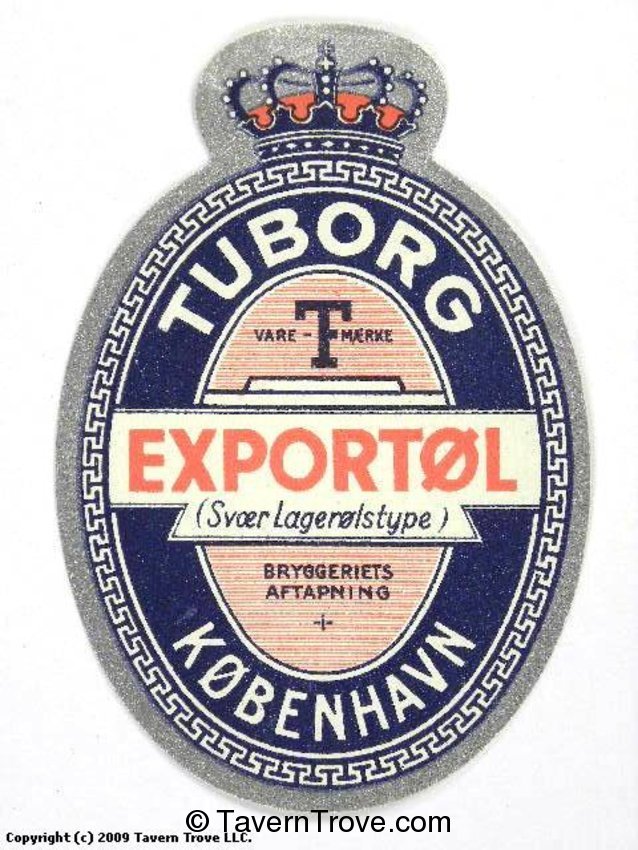 TUBORG
T
VARE - MÆRKE
EXPORTØL
(Svær Lagerølstype)
BRYGGERIETS
AFTAPNING
KØBENHAVN
© TavernTrove.com
Copyright (c) 2009 Tavern Trove LLC.